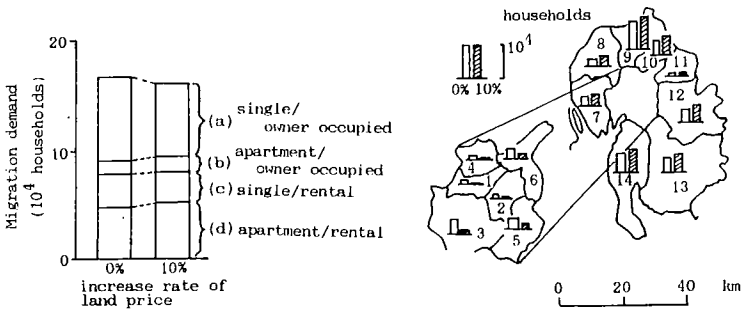 20
10
0
Migration demand
(10⁴ households)
0% 10%
increase rate of
land price
(a) single/
owner occupied
(b) apartment/
owner occupied
(c) single/rental
(d) apartment/rental
households
10⁴
0% 10%
8
9
10
11
12
7
14
13
4
1
6
2
3
5
0 20 40 km